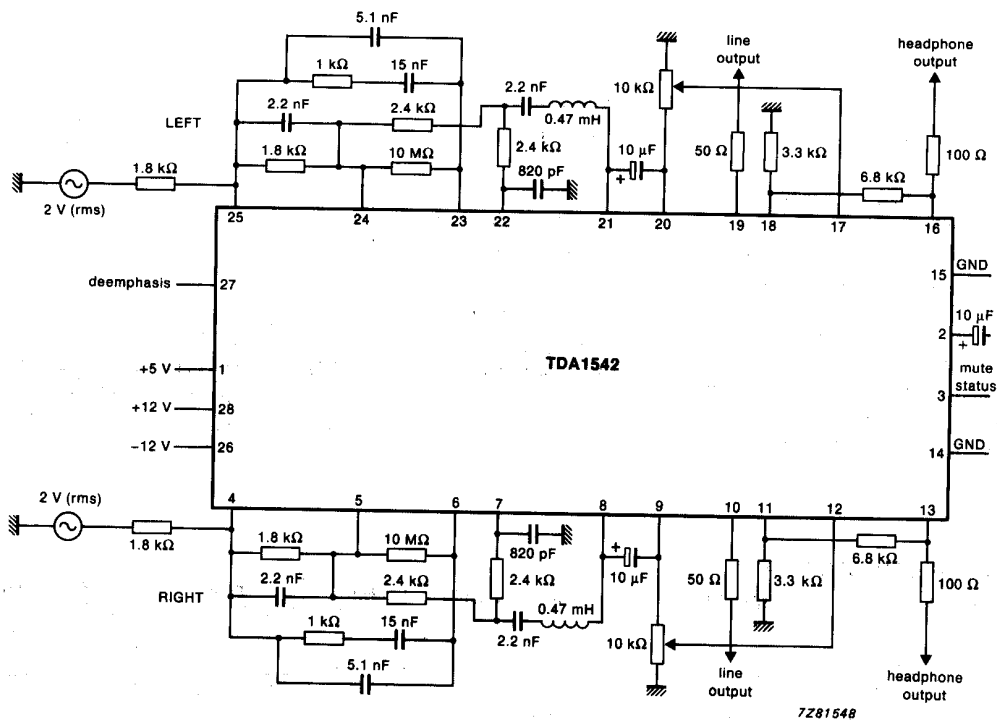 5.1 nF
1 kΩ
15 nF
2.2 nF
2.4 kΩ
LEFT
1.8 kΩ
10 MΩ
1.8 kΩ
2 V (rms)
2.2 nF
0.47 mH
2.4 kΩ
820 pF
10 µF
+
10 kΩ
line
output
50 Ω
3.3 kΩ
6.8 kΩ
headphone
output
100 Ω
25
24
23
22
21
20
19
18
17
16
deemphasis
27
+5 V
1
+12 V
28
−12 V
26
TDA1542
15
GND
10 µF
2
+
mute
3
status
14
GND
4
5
6
7
8
9
10
11
12
13
2 V (rms)
1.8 kΩ
1.8 kΩ
10 MΩ
2.2 nF
2.4 kΩ
RIGHT
1 kΩ
15 nF
5.1 nF
820 pF
2.4 kΩ
0.47 mH
2.2 nF
+
10 µF
10 kΩ
50 Ω
3.3 kΩ
6.8 kΩ
100 Ω
line
output
headphone
output
7Z81548